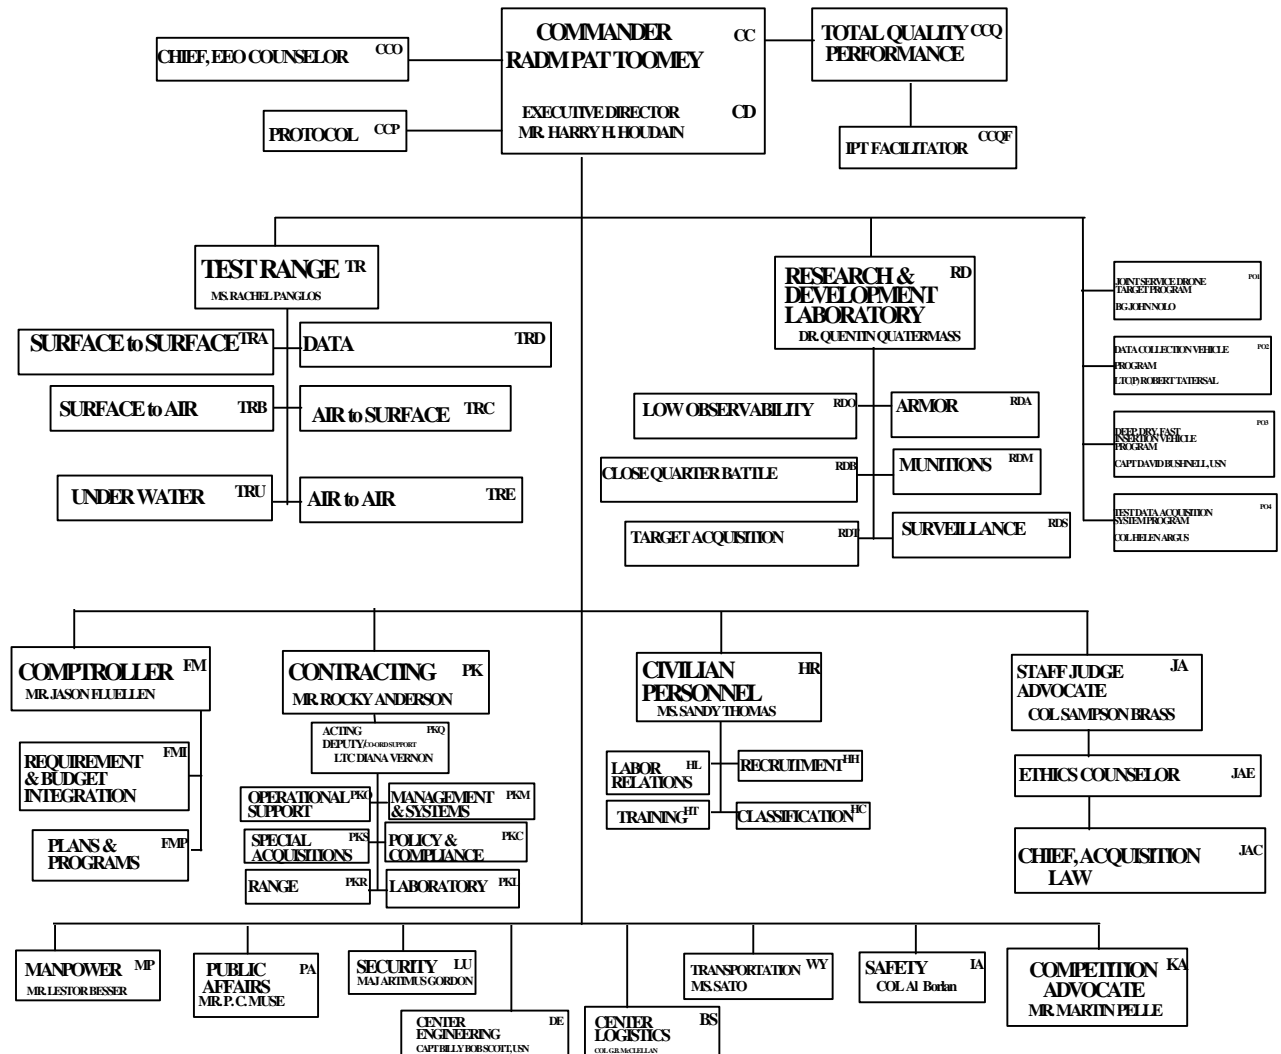 COMMANDER CC
RADM PAT TOOMEY
EXECUTIVE DIRECTOR CD
MR. HARRY H. HOUDAIN
CHIEF, EEO COUNSELOR CCO
PROTOCOL CCP
TOTAL QUALITY CCQ
PERFORMANCE
IPT FACILITATOR CCQF
TEST RANGE TR
MS. RACHEL PANGLOS
SURFACE to SURFACE TRA
DATA TRD
SURFACE to AIR TRB
AIR to SURFACE TRC
UNDER WATER TRU
AIR to AIR TRE
RESEARCH & RD
DEVELOPMENT
LABORATORY
DR. QUENTIN QUATERMASS
LOW OBSERVABILITY RDO
ARMOR RDA
CLOSE QUARTER BATTLE RDB
MUNITIONS RDM
TARGET ACQUISITION RDT
SURVEILLANCE RDS
JOINT SERVICE DRONE PO1
TARGET PROGRAM
BG JOHN NOLO
DATA COLLECTION VEHICLE PO2
PROGRAM
LTC(P) ROBERT TATERSAL
DEEP, DRY, FAST PO3
INSERTION VEHICLE
PROGRAM
CAPT DAVID BUSHNELL, USN
TEST DATA ACQUISITION PO4
SYSTEM PROGRAM
COL HELEN ARGUS
COMPTROLLER FM
MR. JASON FLUELLEN
REQUIREMENT FMI
& BUDGET
INTEGRATION
PLANS & FMP
PROGRAMS
CONTRACTING PK
MR. ROCKY ANDERSON
ACTING PKQ
DEPUTY/CO-ORD SUPPORT
LTC DIANA VERNON
OPERATIONAL PKO
SUPPORT
MANAGEMENT PKM
& SYSTEMS
SPECIAL PKS
ACQUISITIONS
POLICY & PKC
COMPLIANCE
RANGE PKR
LABORATORY PKL
CIVILIAN HR
PERSONNEL
MS. SANDY THOMAS
LABOR HL
RELATIONS
RECRUITMENT HH
TRAINING HT
CLASSIFICATION HC
STAFF JUDGE JA
ADVOCATE
COL SAMPSON BRASS
ETHICS COUNSELOR JAE
CHIEF, ACQUISITION JAC
LAW
MANPOWER MP
MR. LESTOR BESSER
PUBLIC PA
AFFAIRS
MR. P. C. MUSE
SECURITY LU
MAJ ARTIMUS GORDON
CENTER DE
ENGINEERING
CAPT BILLY BOB SCOTT, USN
CENTER BS
LOGISTICS
COL G.B. McCLELLAN
TRANSPORTATION WY
MS. SATO
SAFETY IA
COL Al Borlan
COMPETITION KA
ADVOCATE
MR. MARTIN PELLE